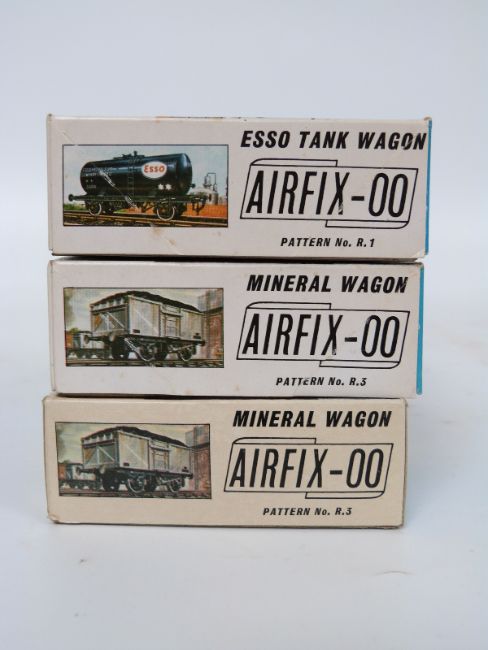 ESSO TANK WAGON
ESSO
AIRFIX-00
PATTERN No. R.1
MINERAL WAGON
AIRFIX-00
PATTERN No. R.3
MINERAL WAGON
AIRFIX-00
PATTERN No. R.3